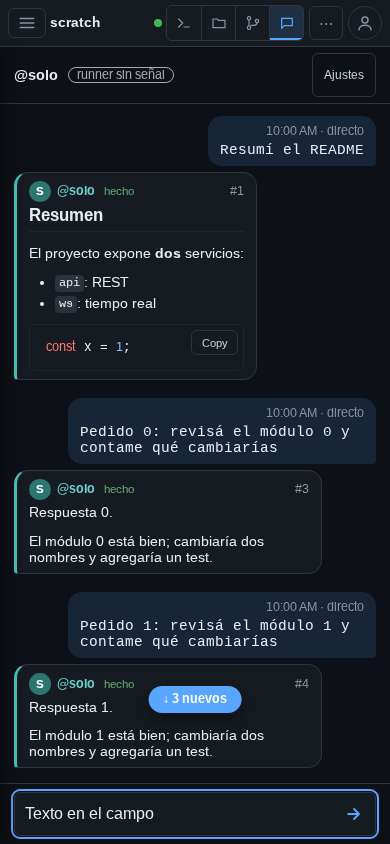 scratch
@solo runner sin señal Ajustes
10:00 AM · directo
Resumí el README
S @solo hecho #1
Resumen
El proyecto expone dos servicios:
• api: REST
• ws: tiempo real
const x = 1; Copy
10:00 AM · directo
Pedido 0: revisá el módulo 0 y
contame qué cambiarías
S @solo hecho #3
Respuesta 0.
El módulo 0 está bien; cambiaría dos
nombres y agregaría un test.
10:00 AM · directo
Pedido 1: revisá el módulo 1 y
contame qué cambiarías
S @solo hecho #4
Respuesta 1.
↓ 3 nuevos
El módulo 1 está bien; cambiaría dos
nombres y agregaría un test.
Texto en el campo